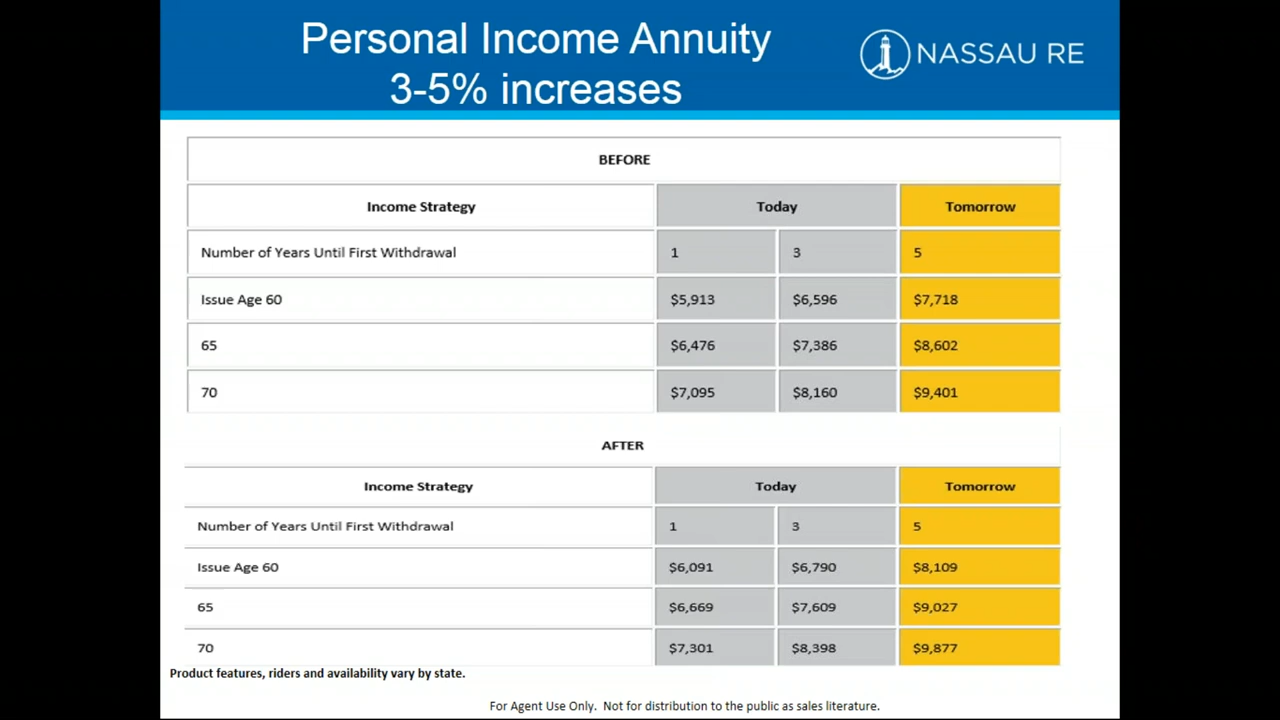 Personal Income Annuity
3-5% increases
NASSAU RE
BEFORE
Income Strategy Today Tomorrow
Number of Years Until First Withdrawal 1 3 5
Issue Age 60 $5,913 $6,596 $7,718
65 $6,476 $7,386 $8,602
70 $7,095 $8,160 $9,401
AFTER
Income Strategy Today Tomorrow
Number of Years Until First Withdrawal 1 3 5
Issue Age 60 $6,091 $6,790 $8,109
65 $6,669 $7,609 $9,027
70 $7,301 $8,398 $9,877
Product features, riders and availability vary by state.
For Agent Use Only. Not for distribution to the public as sales literature.